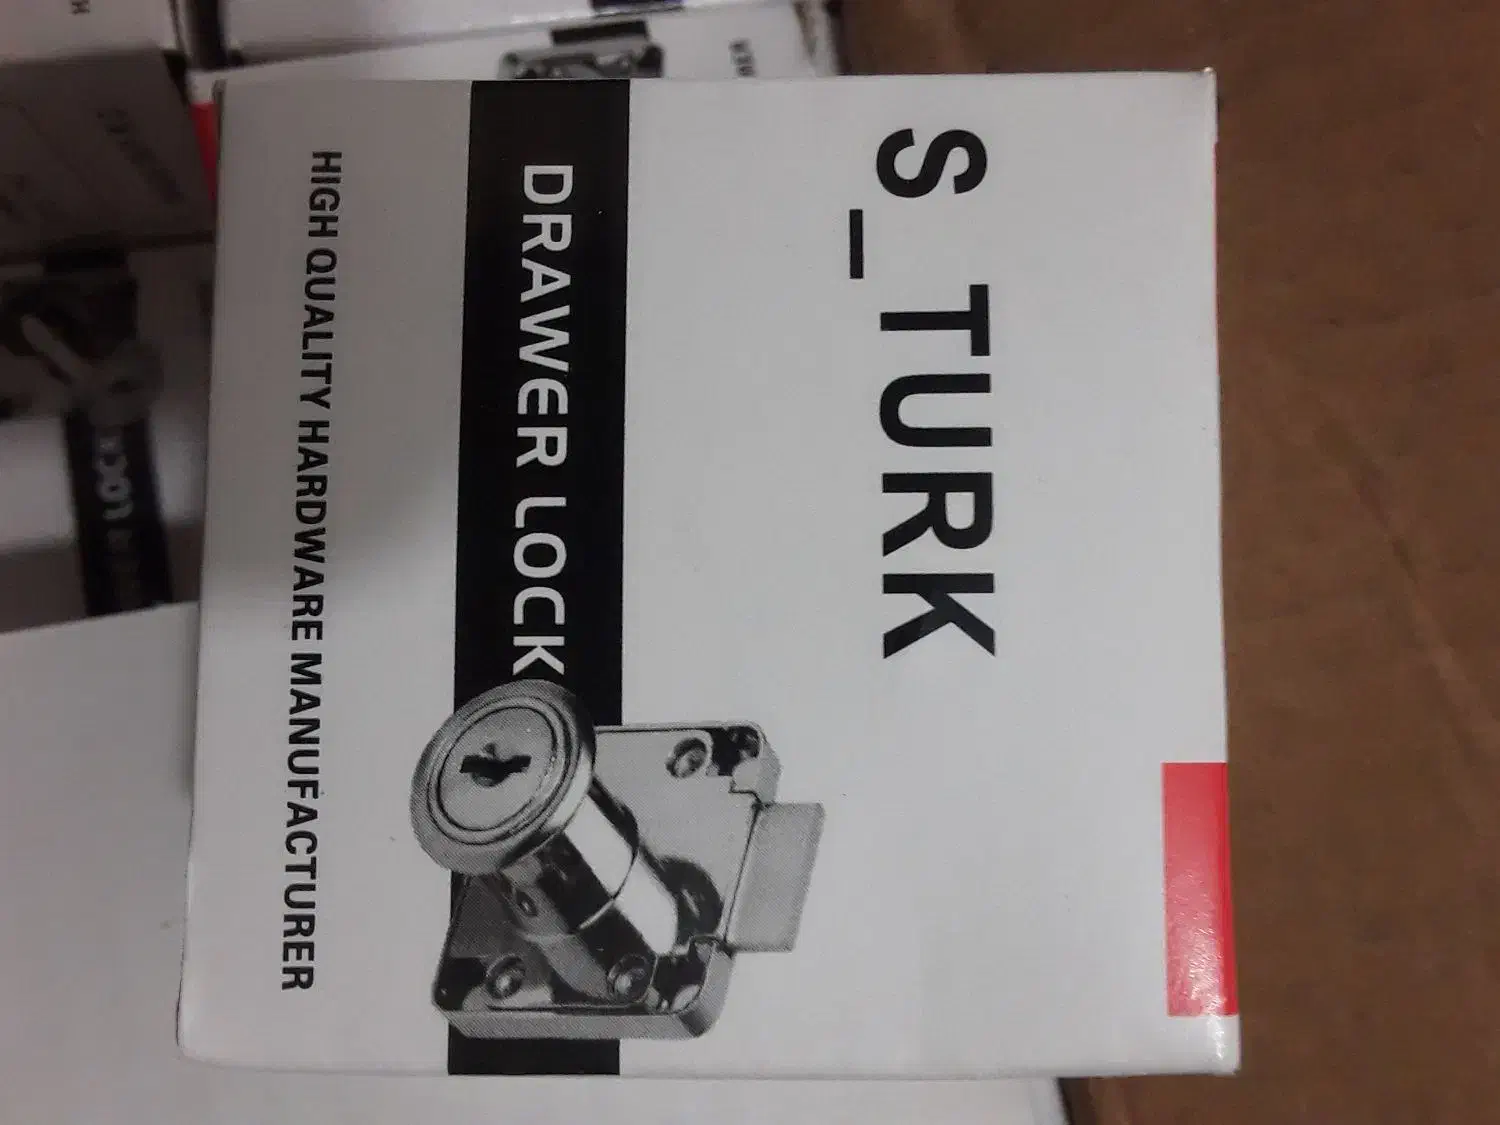 S_TURK
DRAWER LOCK
HIGH QUALITY HARDWARE MANUFACTURER